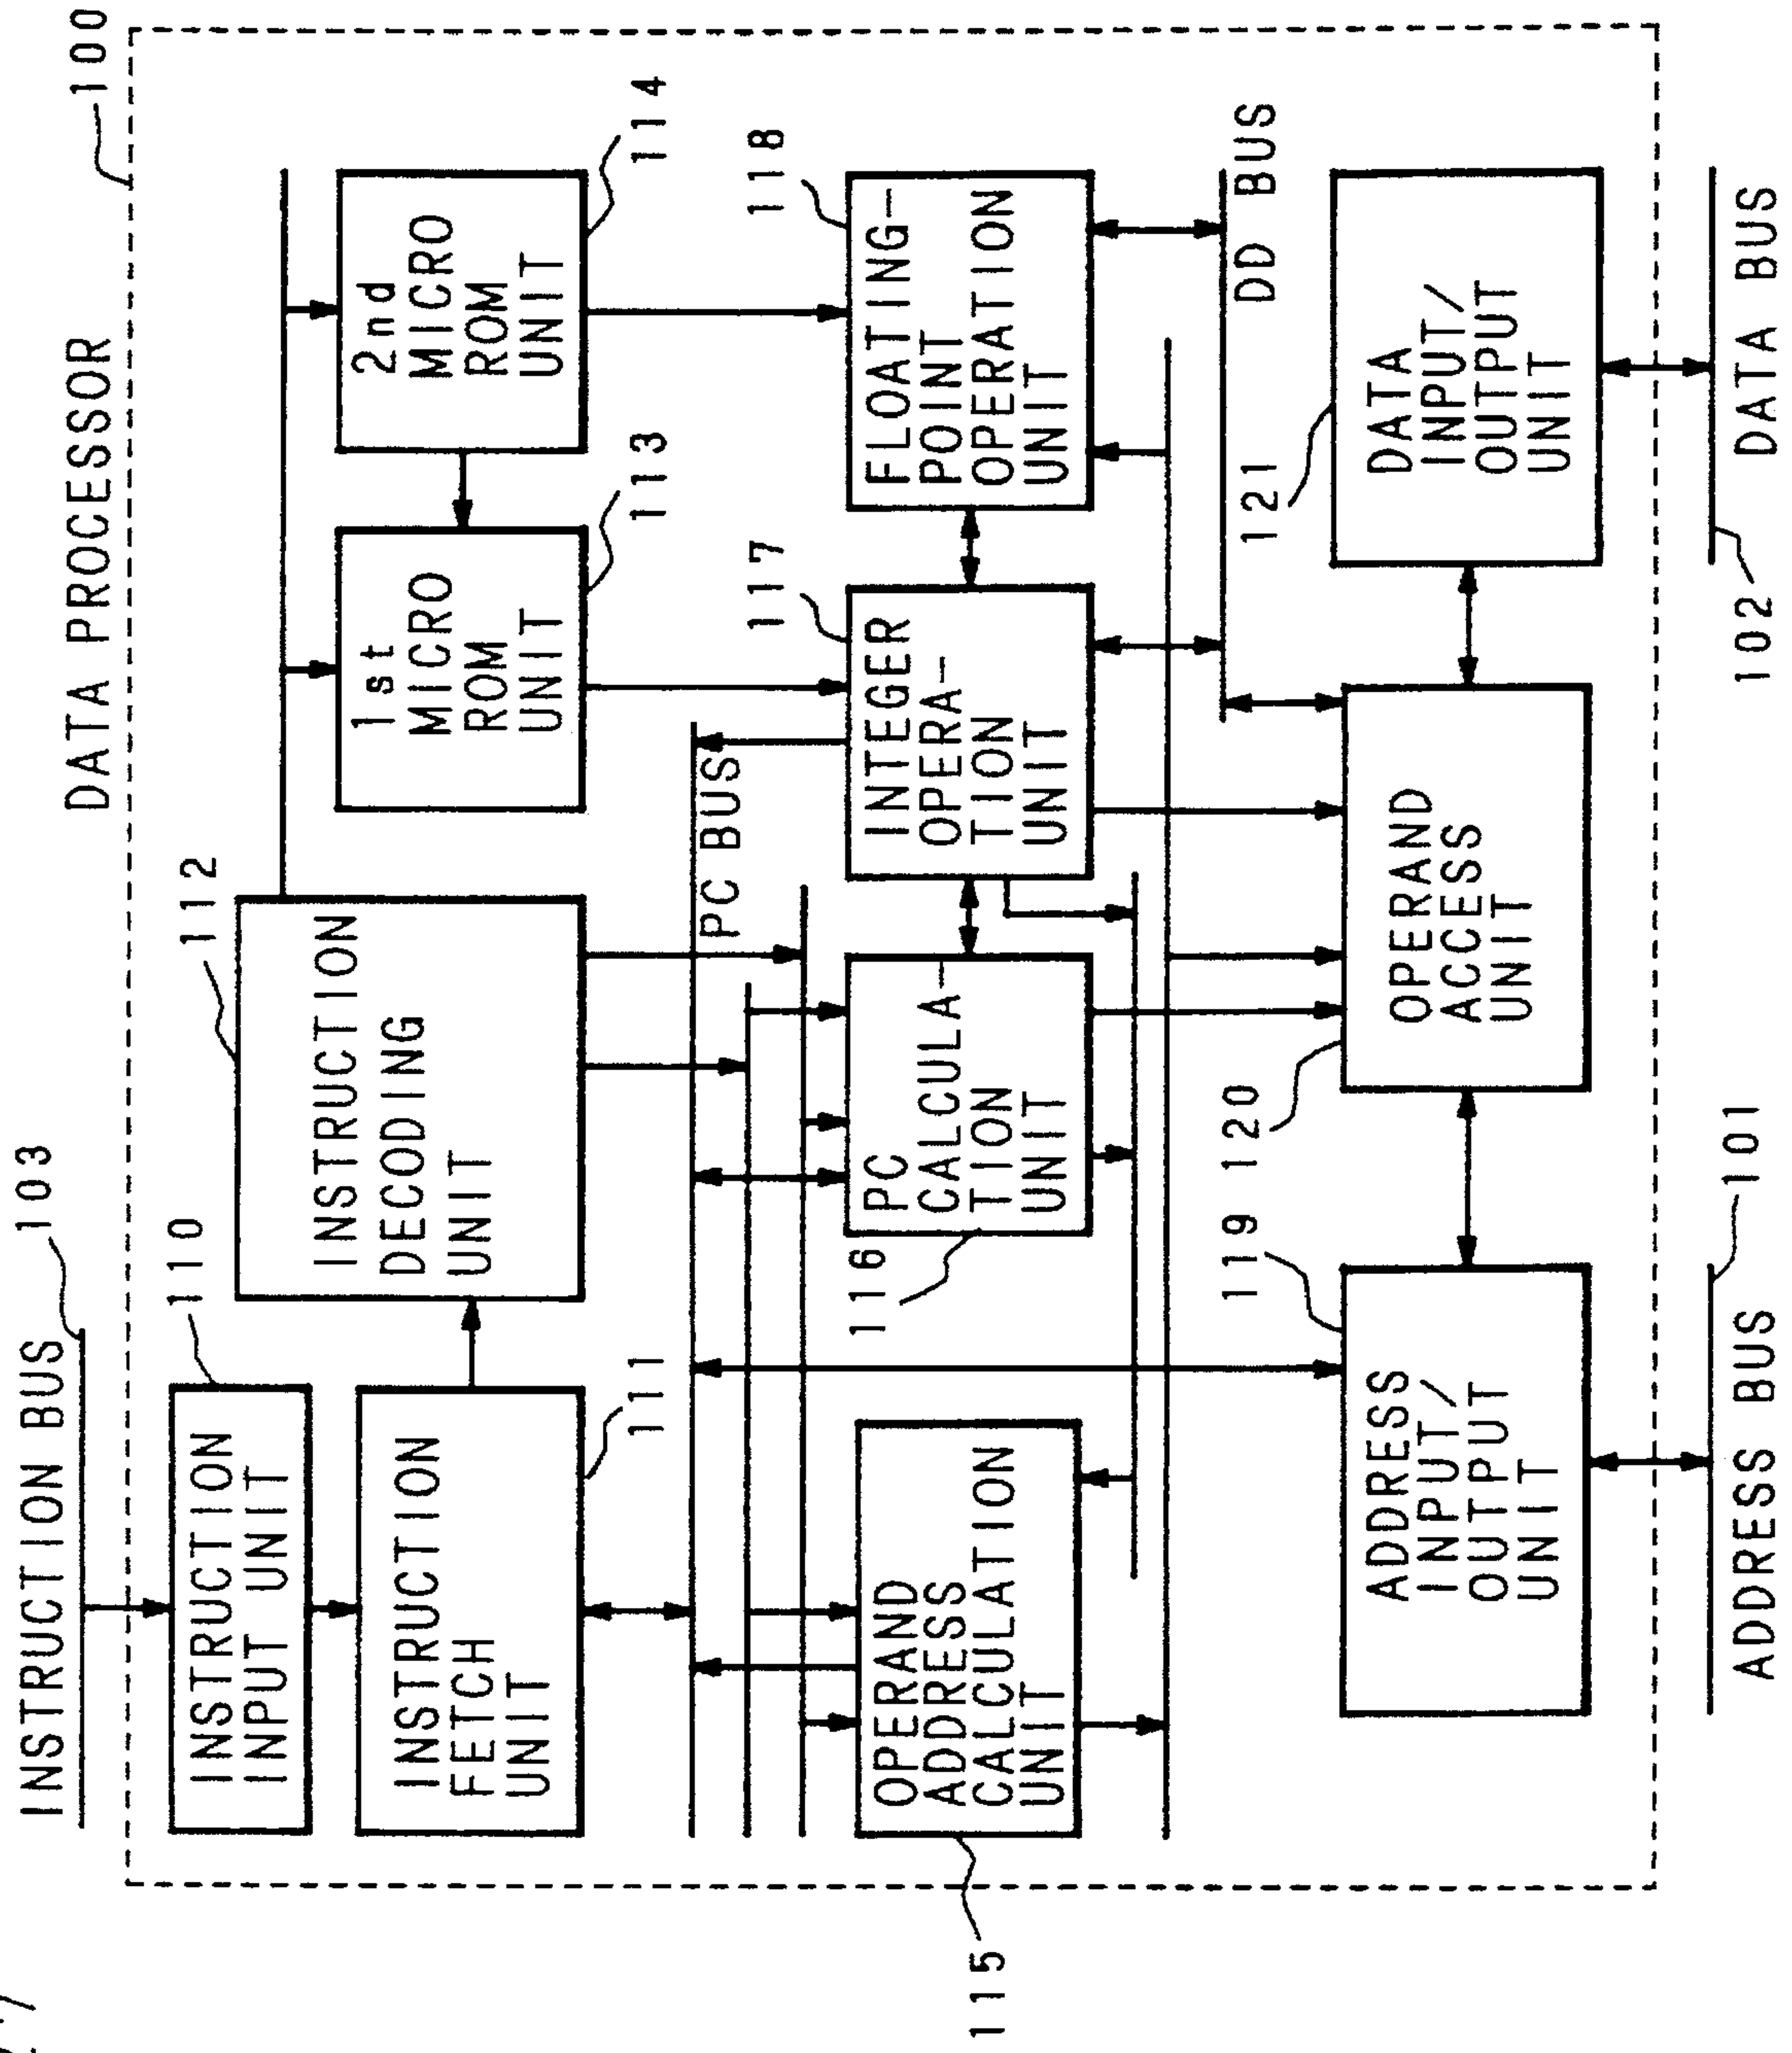 DATA PROCESSOR
100
INSTRUCTION BUS
103
INSTRUCTION
INPUT UNIT
110
INSTRUCTION
FETCH
UNIT
111
INSTRUCTION
DECODING
UNIT
112
1st
MICRO
ROM
UNIT
113
2nd
MICRO
ROM
UNIT
114
PC BUS
OPERAND
ADDRESS
CALCULATION
UNIT
115
PC
CALCULA-
TION
UNIT
116
INTEGER
OPERA-
TION
UNIT
117
FLOATING-
POINT
OPERATION
UNIT
118
DD BUS
ADDRESS
INPUT/
OUTPUT
UNIT
119
OPERAND
ACCESS
UNIT
120
DATA
INPUT/
OUTPUT
UNIT
121
101
ADDRESS BUS
102
DATA BUS